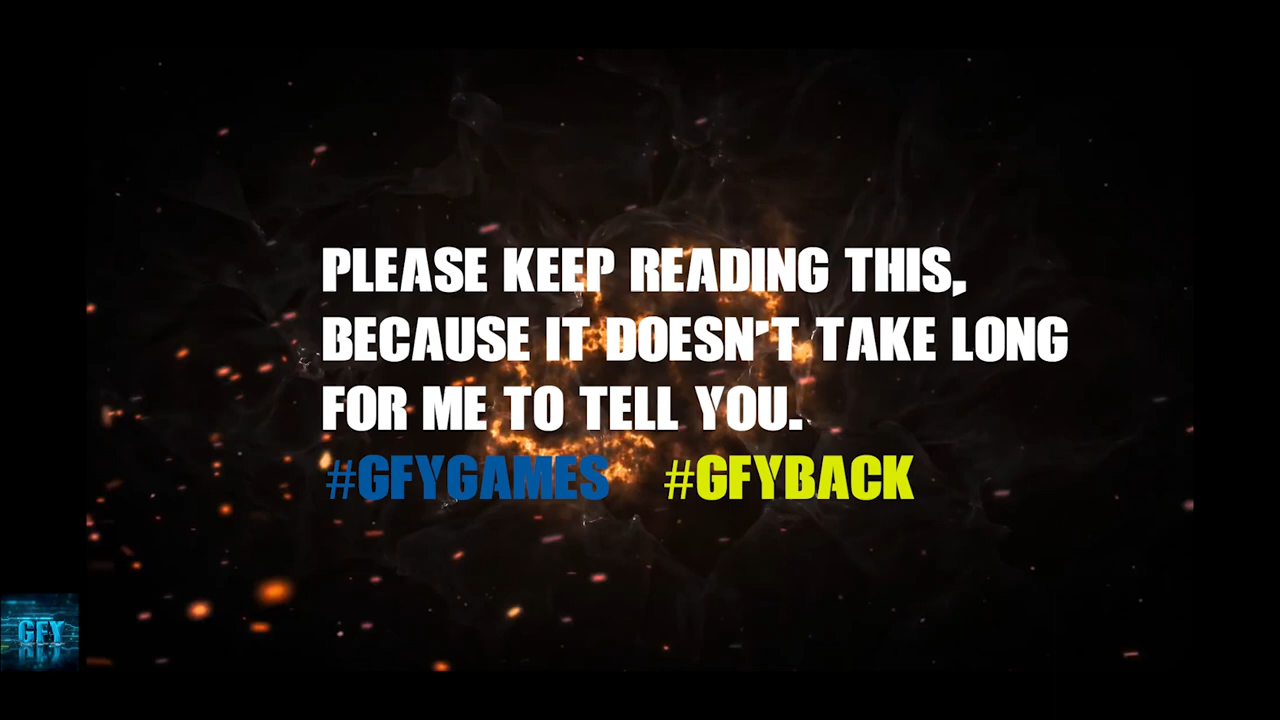 PLEASE KEEP READING THIS,
BECAUSE IT DOESN'T TAKE LONG
FOR ME TO TELL YOU.
#GFYGAMES #GFYBACK
GFY